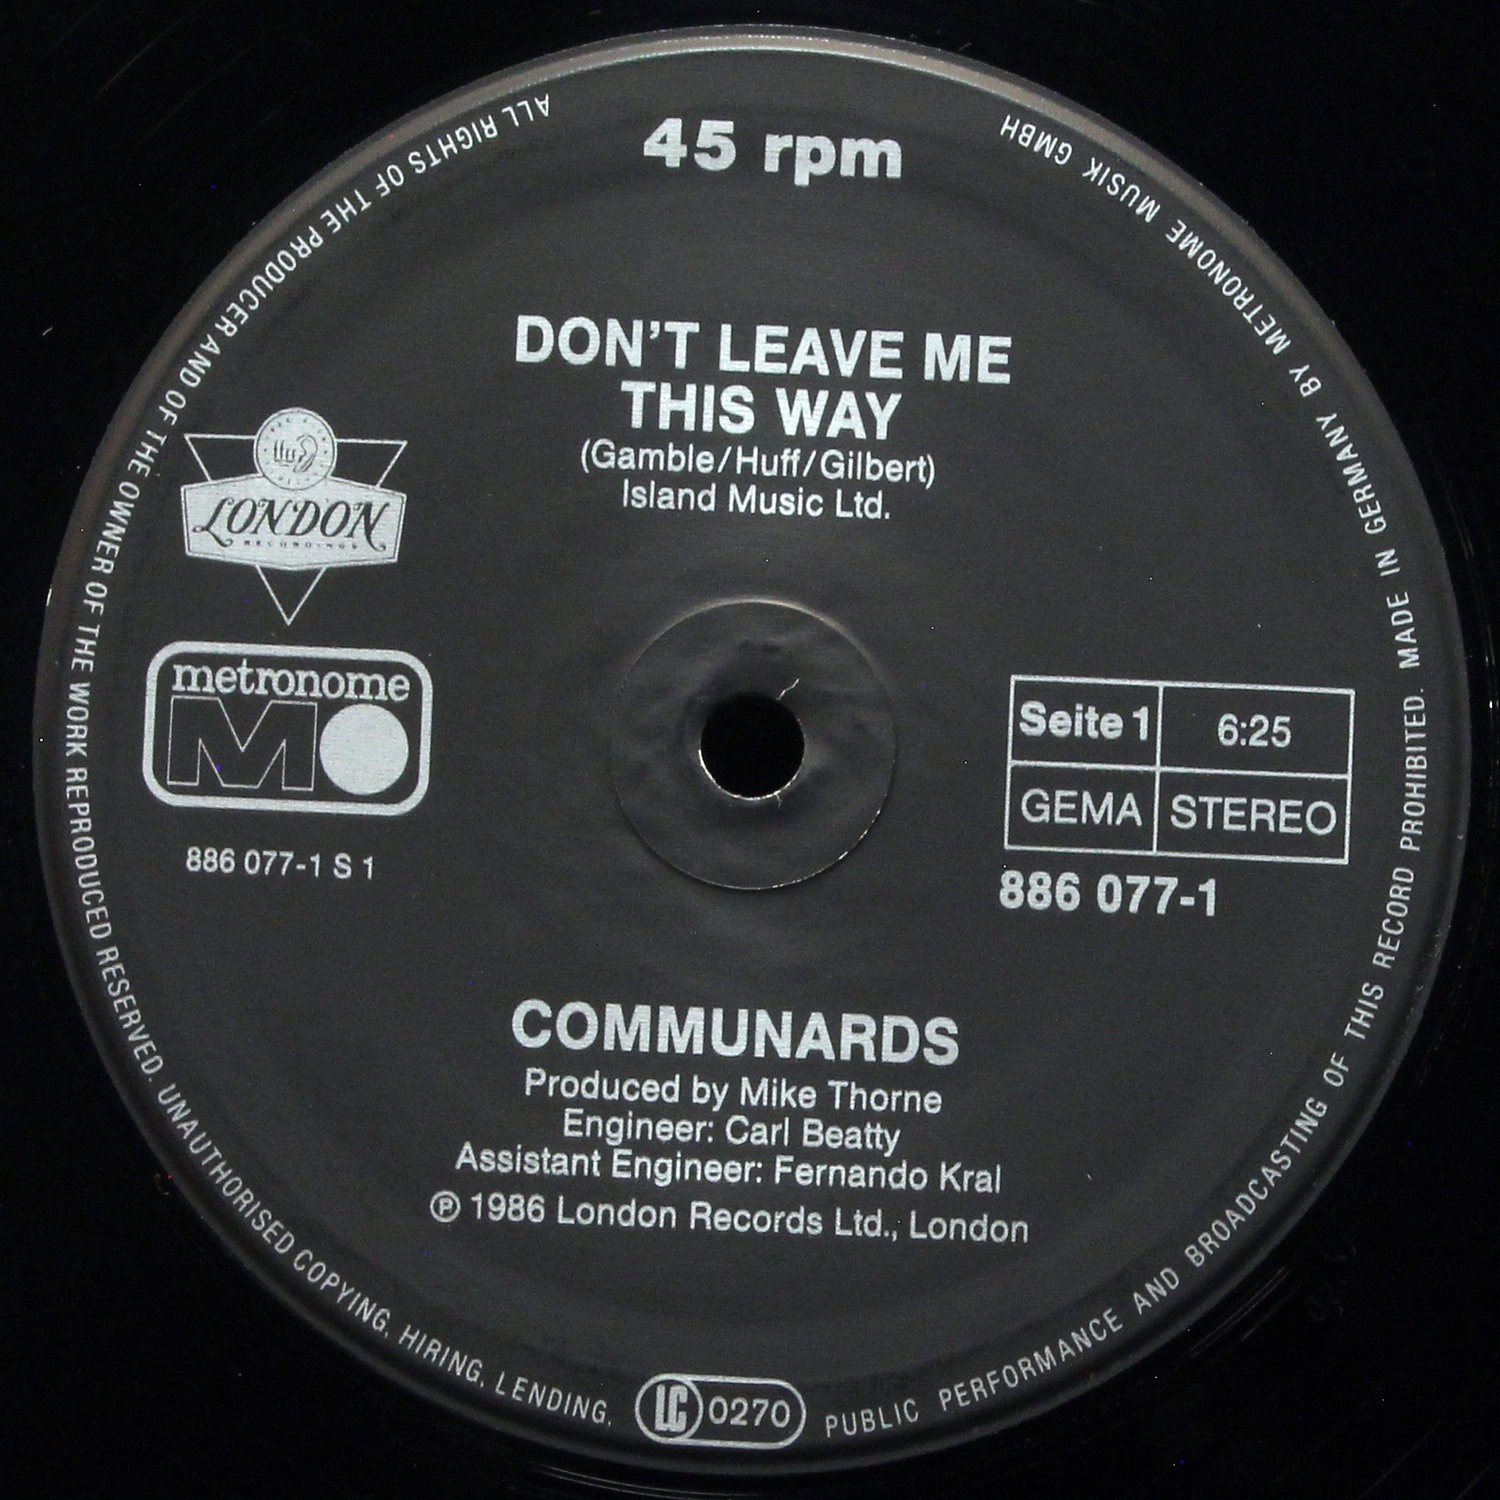 45 rpm
DON'T LEAVE ME
THIS WAY
(Gamble/Huff/Gilbert)
Island Music Ltd.
LONDON
RECORDINGS
metronome
886 077-1 S 1
Seite 1
6:25
GEMA
STEREO
886 077-1
COMMUNARDS
Produced by Mike Thorne
Engineer: Carl Beatty
Assistant Engineer: Fernando Kral
Ⓟ 1986 London Records Ltd., London
ALL RIGHTS OF THE PRODUCER AND OF THE OWNER OF THE WORK REPRODUCED RESERVED. UNAUTHORISED COPYING, HIRING, LENDING,
LC 0270
PUBLIC PERFORMANCE AND BROADCASTING OF THIS RECORD PROHIBITED. MADE IN GERMANY BY METRONOME MUSIK GMBH